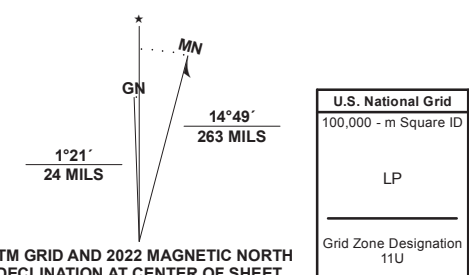 ★
MN
GN
14°49´
263 MILS
1°21´
24 MILS
TM GRID AND 2022 MAGNETIC NORTH
DECLINATION AT CENTER OF SHEET
U.S. National Grid
100,000 - m Square ID
LP
Grid Zone Designation
11U